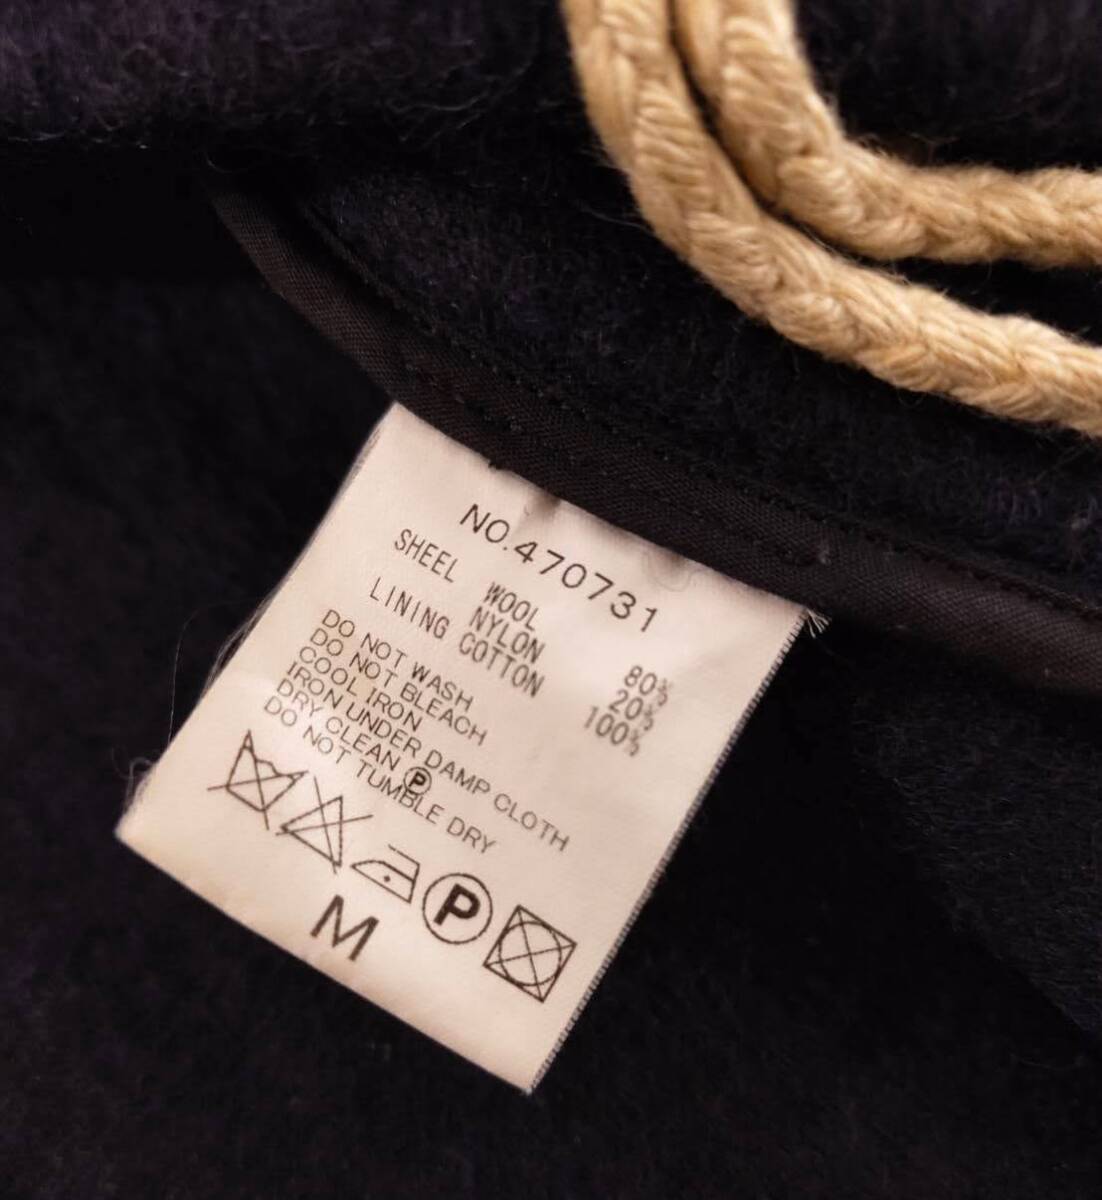 NO.470731
SHEEL WOOL 80%
NYLON 20%
LINING COTTON 100%
DO NOT WASH
DO NOT BLEACH
COOL IRON
IRON UNDER DAMP CLOTH
DRY CLEAN Ⓟ
DO NOT TUMBLE DRY
P
M